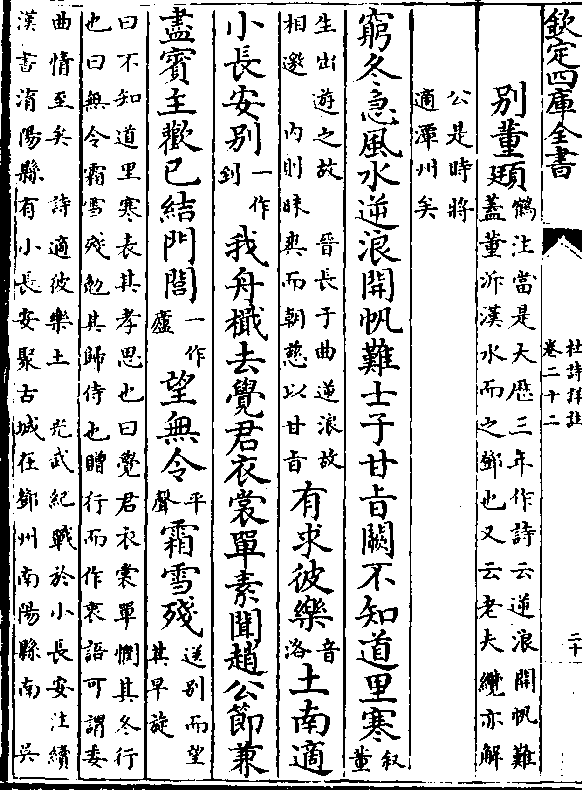 欽定四庫全書
杜詩詳註
卷二十二
二十
别董頲
鶴注當是大厯三年作詩云逆浪開帆難
蓋董泝漢水而之鄧也又云老夫纜亦解
公是時將
適潭州矣
窮冬急風水逆浪開帆難士子甘旨闕不知道里寒叙董
生出遊之故 晉長于曲逆浪故
相邀 内則昧爽而朝慈以甘旨
有求彼樂音洛土南適
小長安别一作到我舟檝去覺君衣裳單素聞趙公節兼
盡賓主歡已結門閭一作廬望無令平聲霜雪殘送别而望其早旋
曰不知道里寒表其孝思也曰覺君衣裳單憫其冬行
也曰無令霜雪殘勉其歸侍也贈行而作衷語可謂委
曲情至矣 詩適彼樂土 光武紀戰於小長安注續
漢書淯陽縣有小長安聚古城在鄧州南陽縣南 吳